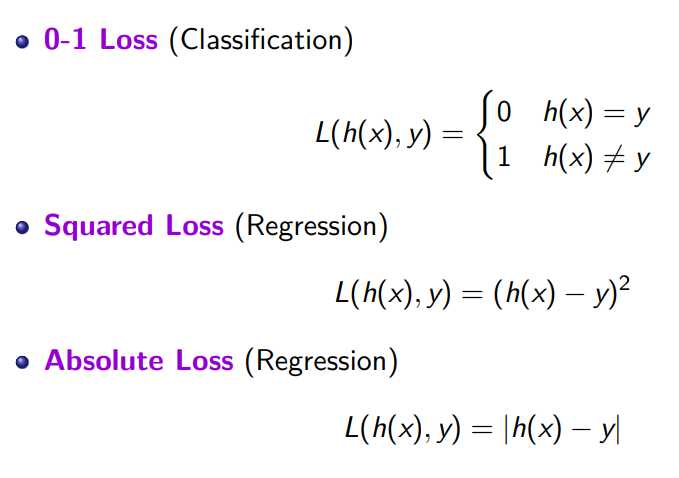 0-1 Loss (Classification)
L(h(x), y) = {0 h(x) = y
1 h(x) ≠ y
Squared Loss (Regression)
L(h(x), y) = (h(x) − y)²
Absolute Loss (Regression)
L(h(x), y) = |h(x) − y|